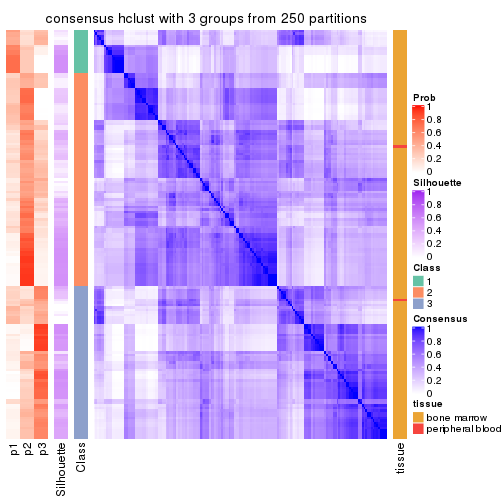 consensus hclust with 3 groups from 250 partitions
Prob
1
0.8
0.6
0.4
0.2
0
Silhouette
1
0.8
0.6
0.4
0.2
0
Class
1
2
3
Consensus
1
0.8
0.6
0.4
0.2
0
tissue
bone marrow
peripheral blood
p1
p2
p3
Silhouette
Class
tissue